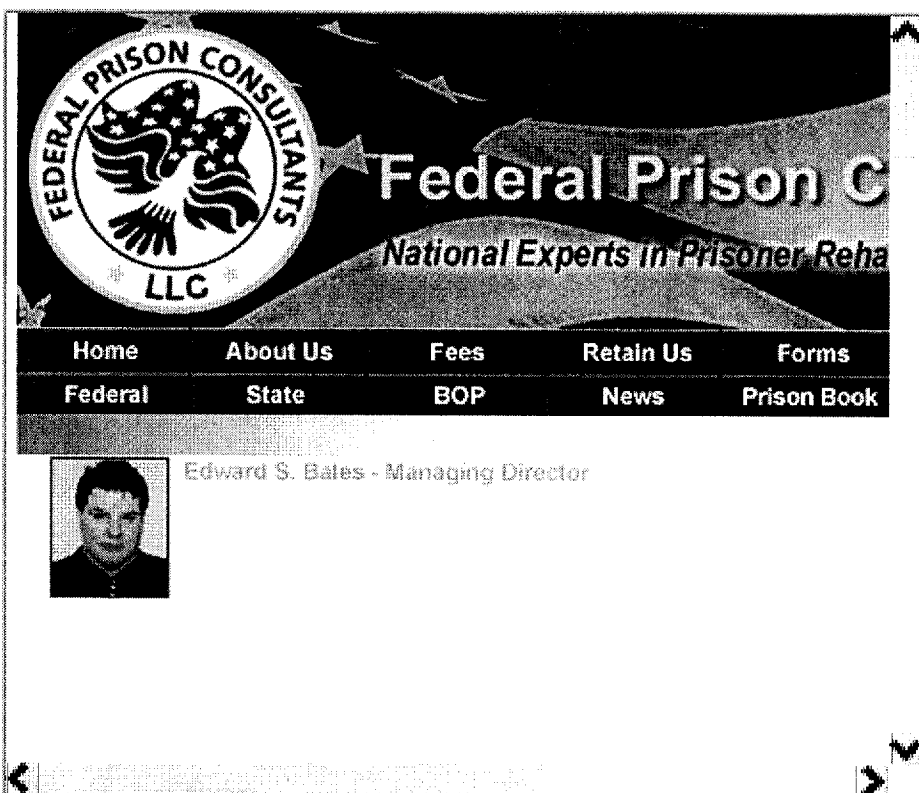 FEDERAL PRISON CONSULTANTS
LLC
Federal Prison C
National Experts in Prisoner Reha
Home About Us Fees Retain Us Forms
Federal State BOP News Prison Book
Edward S. Bales - Managing Director